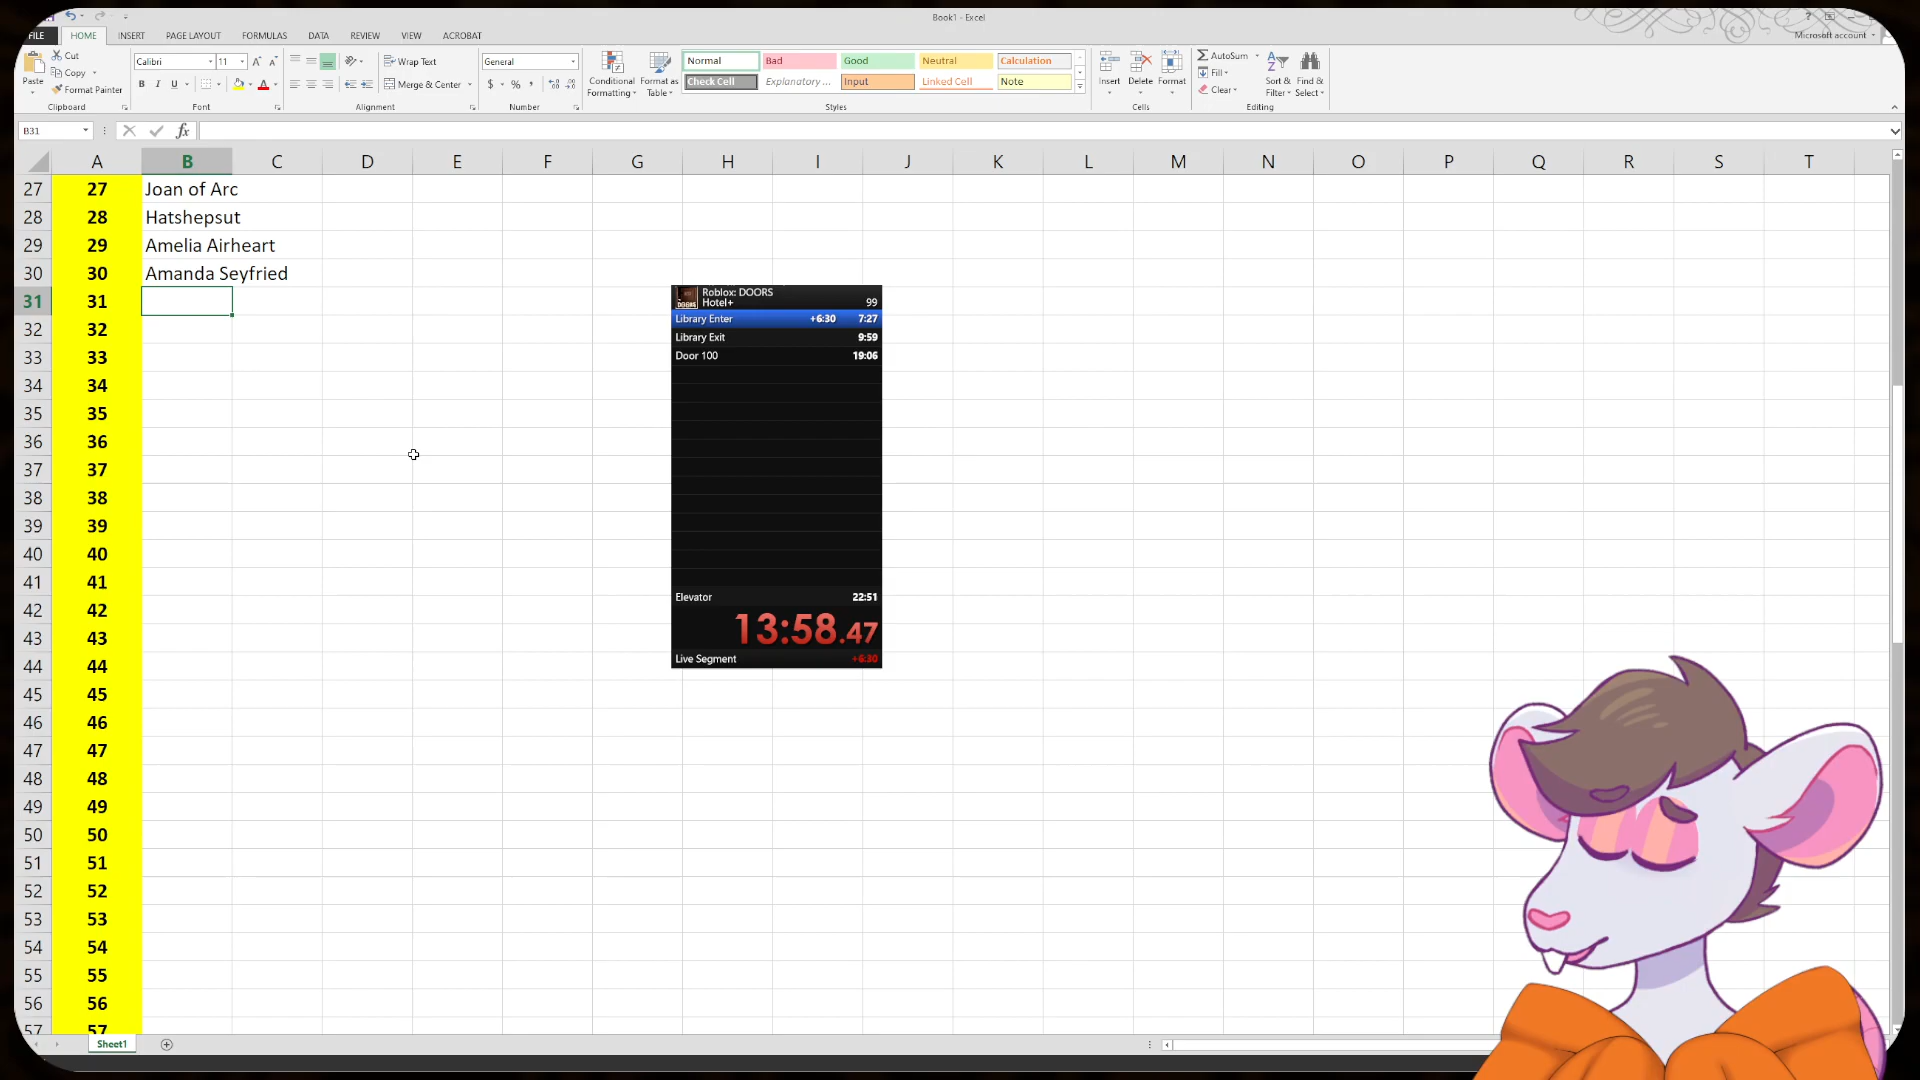 Book1 - Excel
FILE HOME INSERT PAGE LAYOUT FORMULAS DATA REVIEW VIEW ACROBAT Microsoft account
Cut Calibri 11 Wrap Text General Normal Bad Good Neutral Calculation AutoSum
Copy Fill
Paste Format Painter B I U Merge & Center $ % , Conditional Formatting Format as Table Check Cell Explanatory ... Input Linked Cell Note Insert Delete Format Clear Sort & Filter Find & Select
Clipboard Font Alignment Number Styles Cells Editing
B31 fx
A B C D E F G H I J K L M N O P Q R S T
27 27 Joan of Arc
28 28 Hatshepsut
29 29 Amelia Airheart
30 30 Amanda Seyfried
31 31
32 32
33 33
34 34
35 35
36 36
37 37
38 38
39 39
40 40
41 41
42 42
43 43
44 44
45 45
46 46
47 47
48 48
49 49
50 50
51 51
52 52
53 53
54 54
55 55
56 56
57 57
Roblox: DOORS
Hotel+ 99
Library Enter +6:30 7:27
Library Exit 9:59
Door 100 19:06
Elevator 22:51
13:58.47
Live Segment +6:30
Sheet1